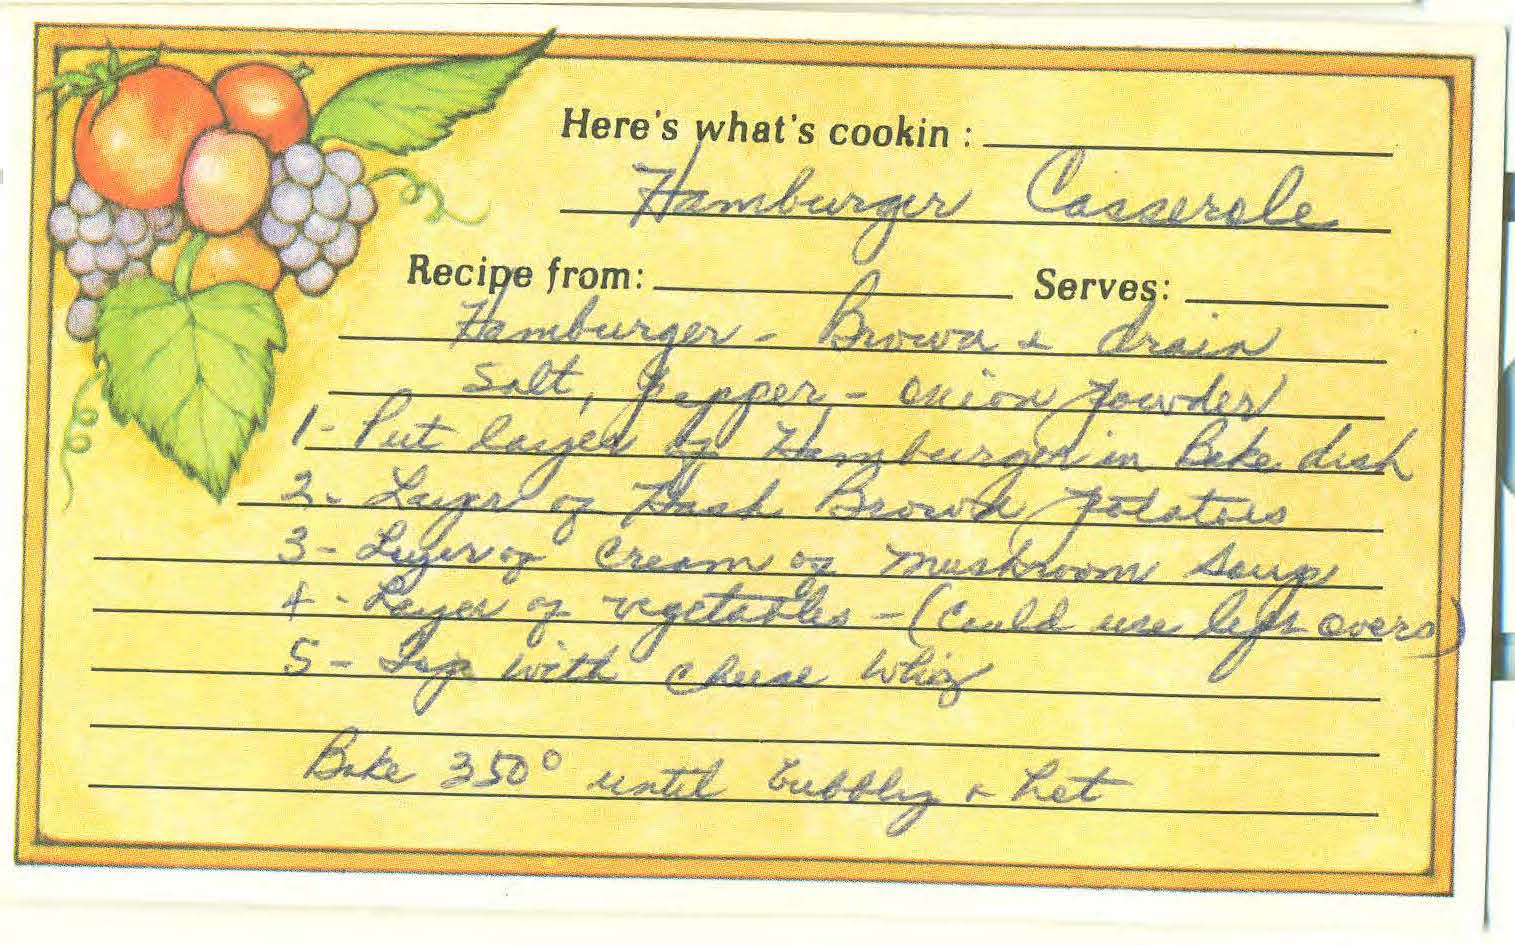 Here's what's cookin :
Hamburger Casserole
Recipe from: Serves:
Hamburger - Brown & drain
Salt, pepper, - onion powder
1- Put layer of Hamburger in Bake dish
2- Layer of Hash Brown potatoes
3- Layer of Cream of Mushroom Soup
4- Layer of vegetables - (Could use left overs)
5- Top with Cheese Whiz
Bake 350° until bubbly & hot